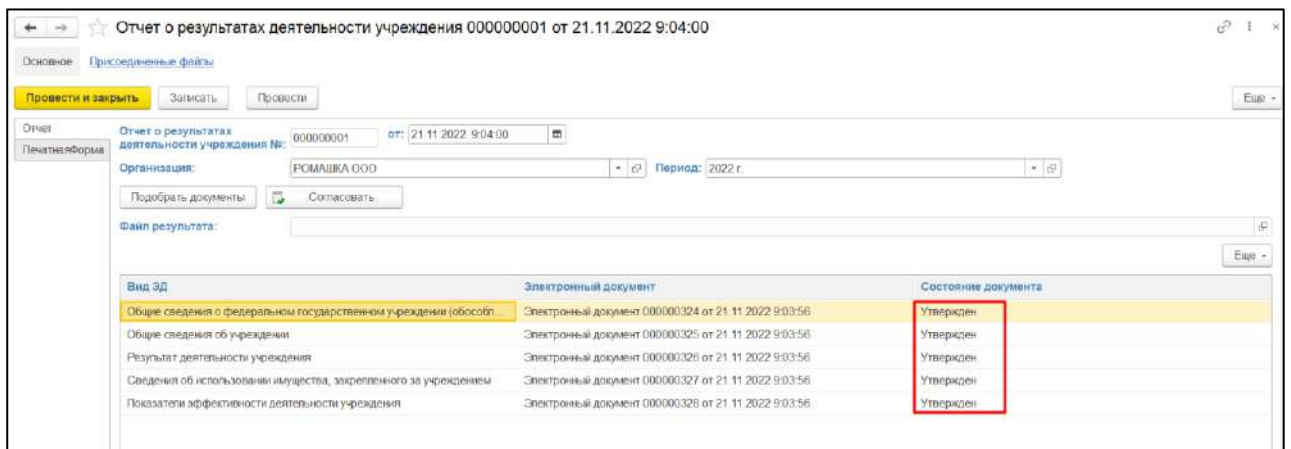 Отчет о результатах деятельности учреждения 000000001 от 21.11.2022 9:04:00
Основное Присоединенные файлы
Провести и закрыть Записать Провести Еще
Отчет
ПечатнаяФорма
Отчет о результатах
деятельности учреждения №: 000000001 от: 21.11.2022 9:04:00
Организация: РОМАШКА ООО Период: 2022 г.
Подобрать документы Согласовать
Файл результата:
Еще
Вид ЭД Электронный документ Состояние документа
Общие сведения о федеральном государственном учреждении (обособл... Электронный документ 000000324 от 21.11.2022 9:03:56 Утвержден
Общие сведения об учреждении Электронный документ 000000325 от 21.11.2022 9:03:56 Утвержден
Результат деятельности учреждения Электронный документ 000000326 от 21.11.2022 9:03:56 Утвержден
Сведения об использовании имущества, закрепленного за учреждением Электронный документ 000000327 от 21.11.2022 9:03:56 Утвержден
Показатели эффективности деятельности учреждения Электронный документ 000000328 от 21.11.2022 9:03:56 Утвержден